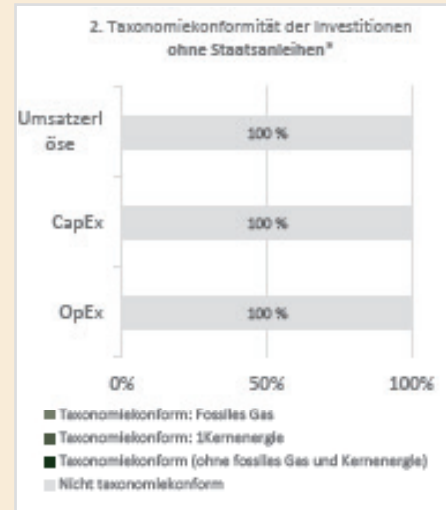 2. Taxonomiekonformität der Investitionen
ohne Staatsanleihen*
Umsatzerl
öse
100 %
CapEx
100 %
OpEx
100 %
0%
50%
100%
Taxonomiekonform: Fossiles Gas
Taxonomiekonform: 1Kernenergie
Taxonomiekonform (ohne fossiles Gas und Kernenergie)
Nicht taxonomiekonform